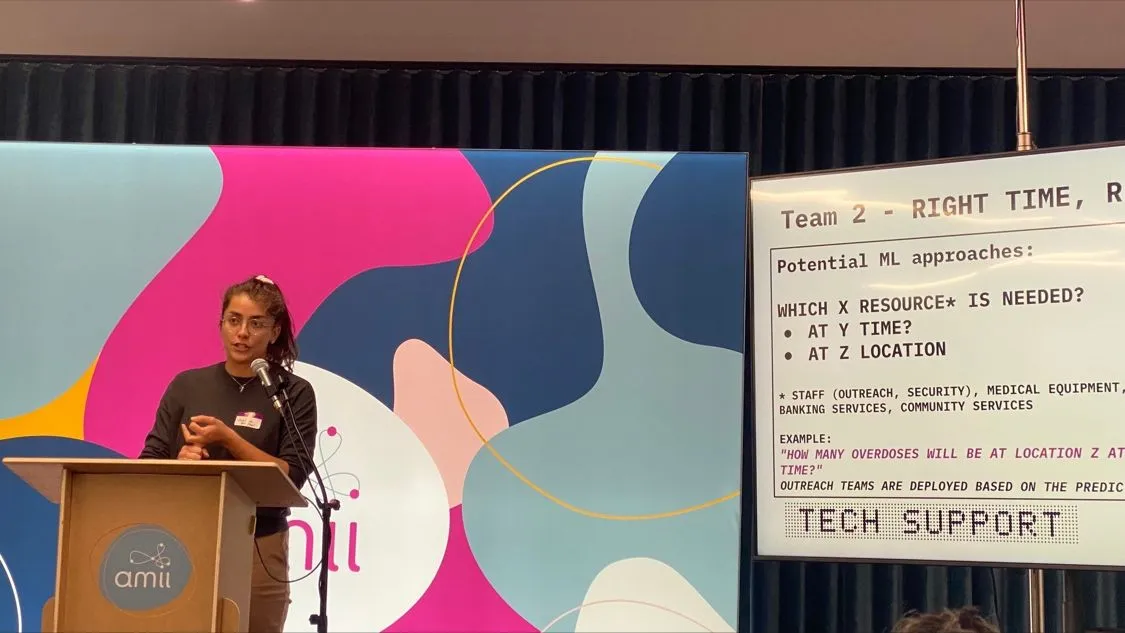 Team 2 - RIGHT TIME, R
Potential ML approaches:
WHICH X RESOURCE* IS NEEDED?
• AT Y TIME?
• AT Z LOCATION
* STAFF (OUTREACH, SECURITY), MEDICAL EQUIPMENT,
BANKING SERVICES, COMMUNITY SERVICES
EXAMPLE:
"HOW MANY OVERDOSES WILL BE AT LOCATION Z AT
TIME?"
OUTREACH TEAMS ARE DEPLOYED BASED ON THE PREDIC
TECH SUPPORT
amii